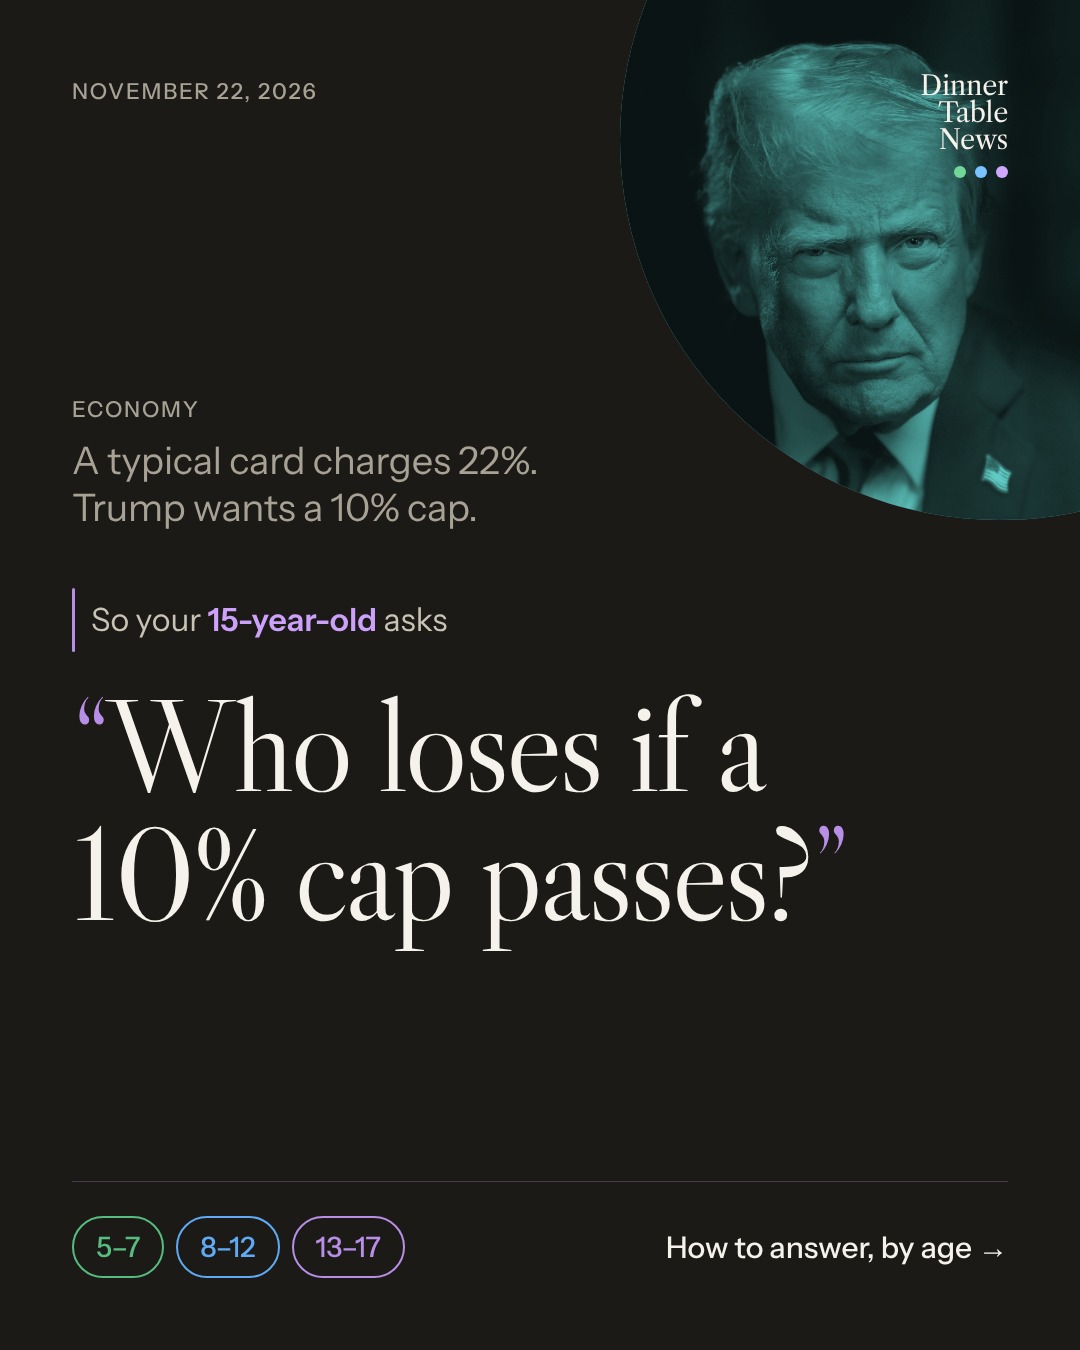 NOVEMBER 22, 2026
Dinner
Table
News
ECONOMY
A typical card charges 22%.
Trump wants a 10% cap.
So your 15-year-old asks
“Who loses if a
10% cap passes?”
5–7
8–12
13–17
How to answer, by age →